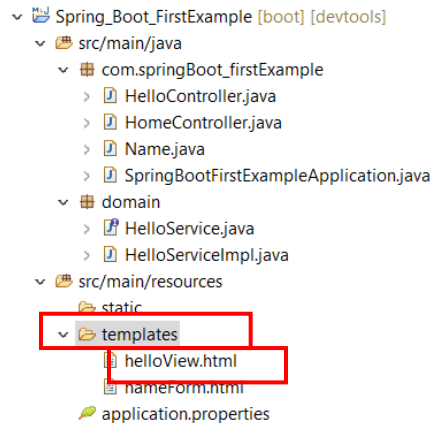 Spring_Boot_FirstExample [boot] [devtools]
src/main/java
com.springBoot_firstExample
HelloController.java
HomeController.java
Name.java
SpringBootFirstExampleApplication.java
domain
HelloService.java
HelloServiceImpl.java
src/main/resources
static
templates
helloView.html
nameForm.html
application.properties